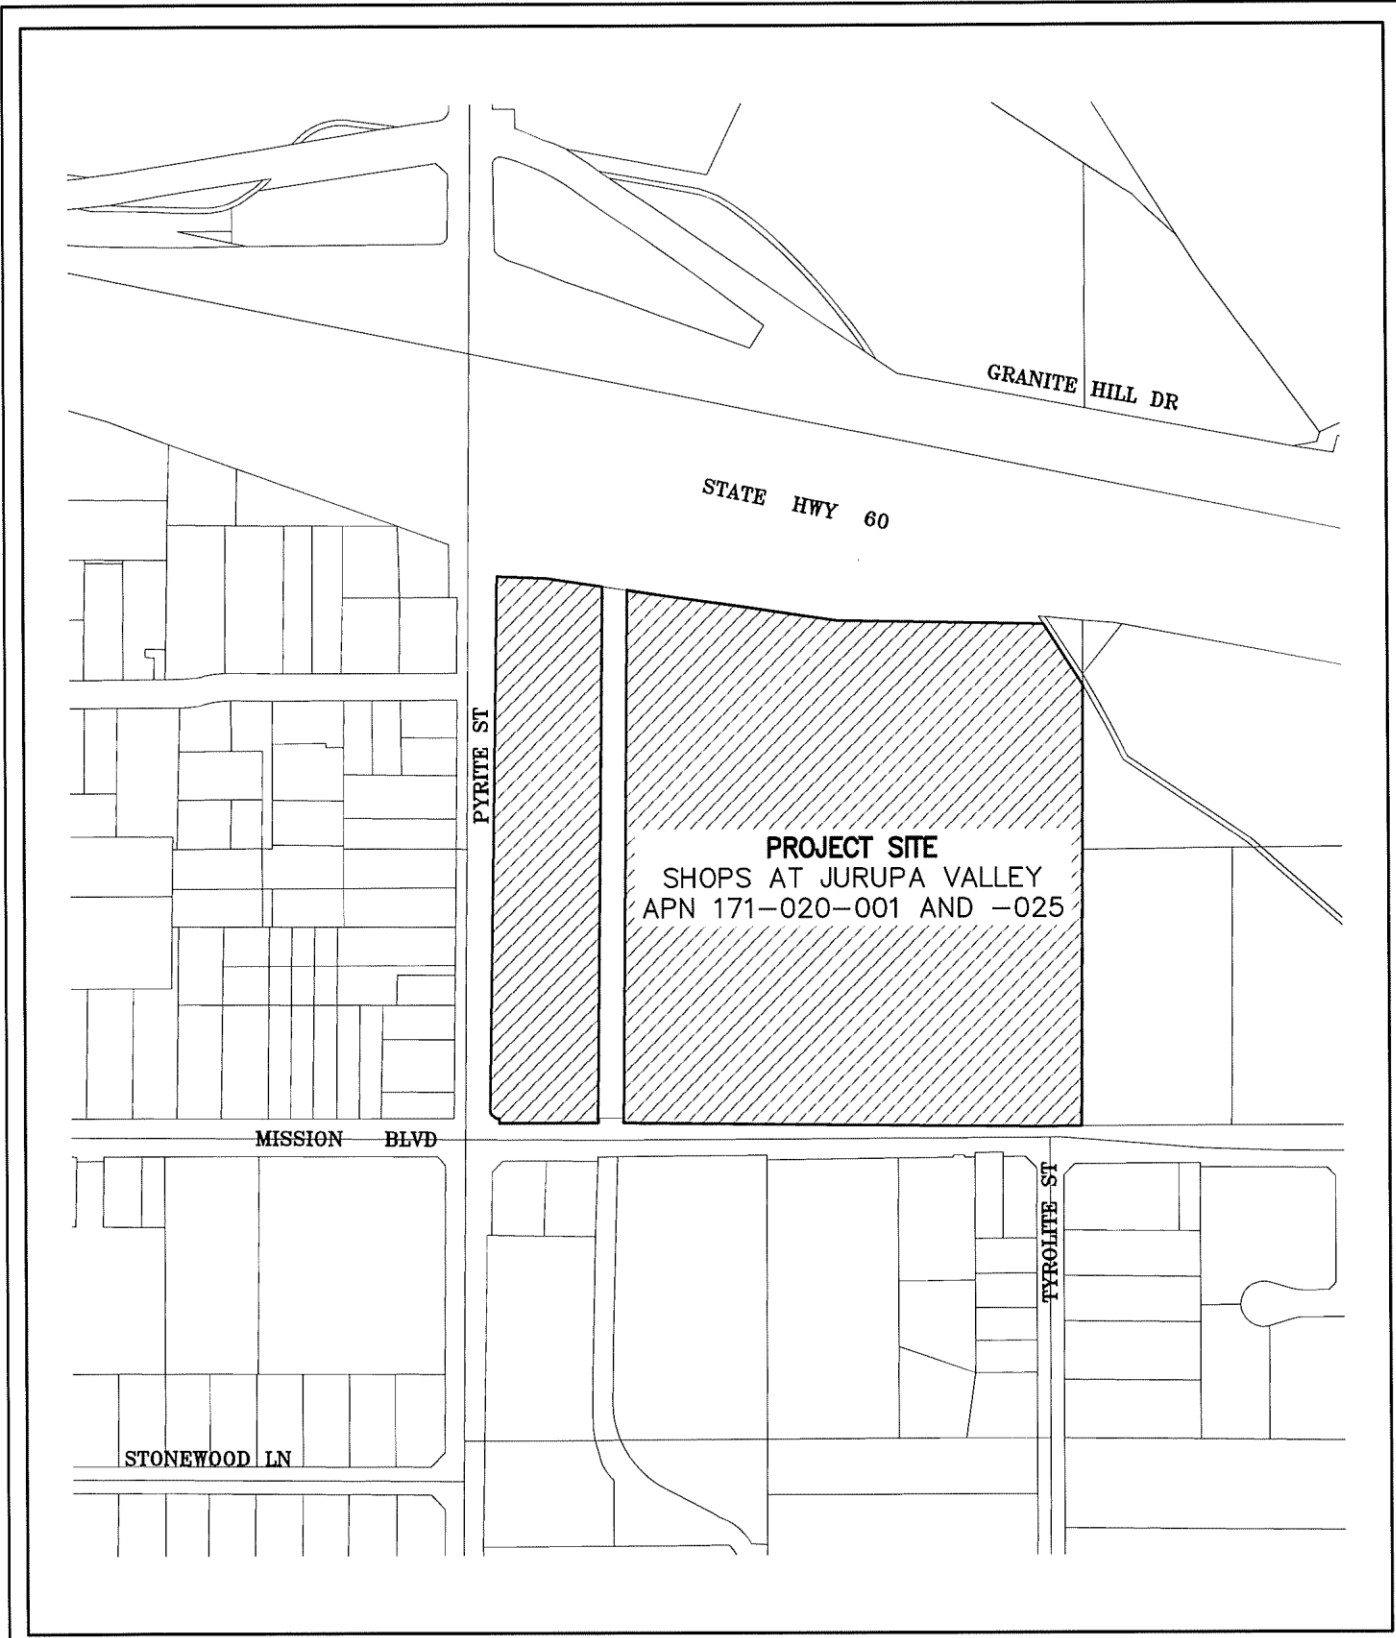 GRANITE HILL DR
STATE HWY 60
PYRITE ST
PROJECT SITE
SHOPS AT JURUPA VALLEY
APN 171-020-001 AND -025
MISSION BLVD
TYROLITE ST
STONEWOOD LN